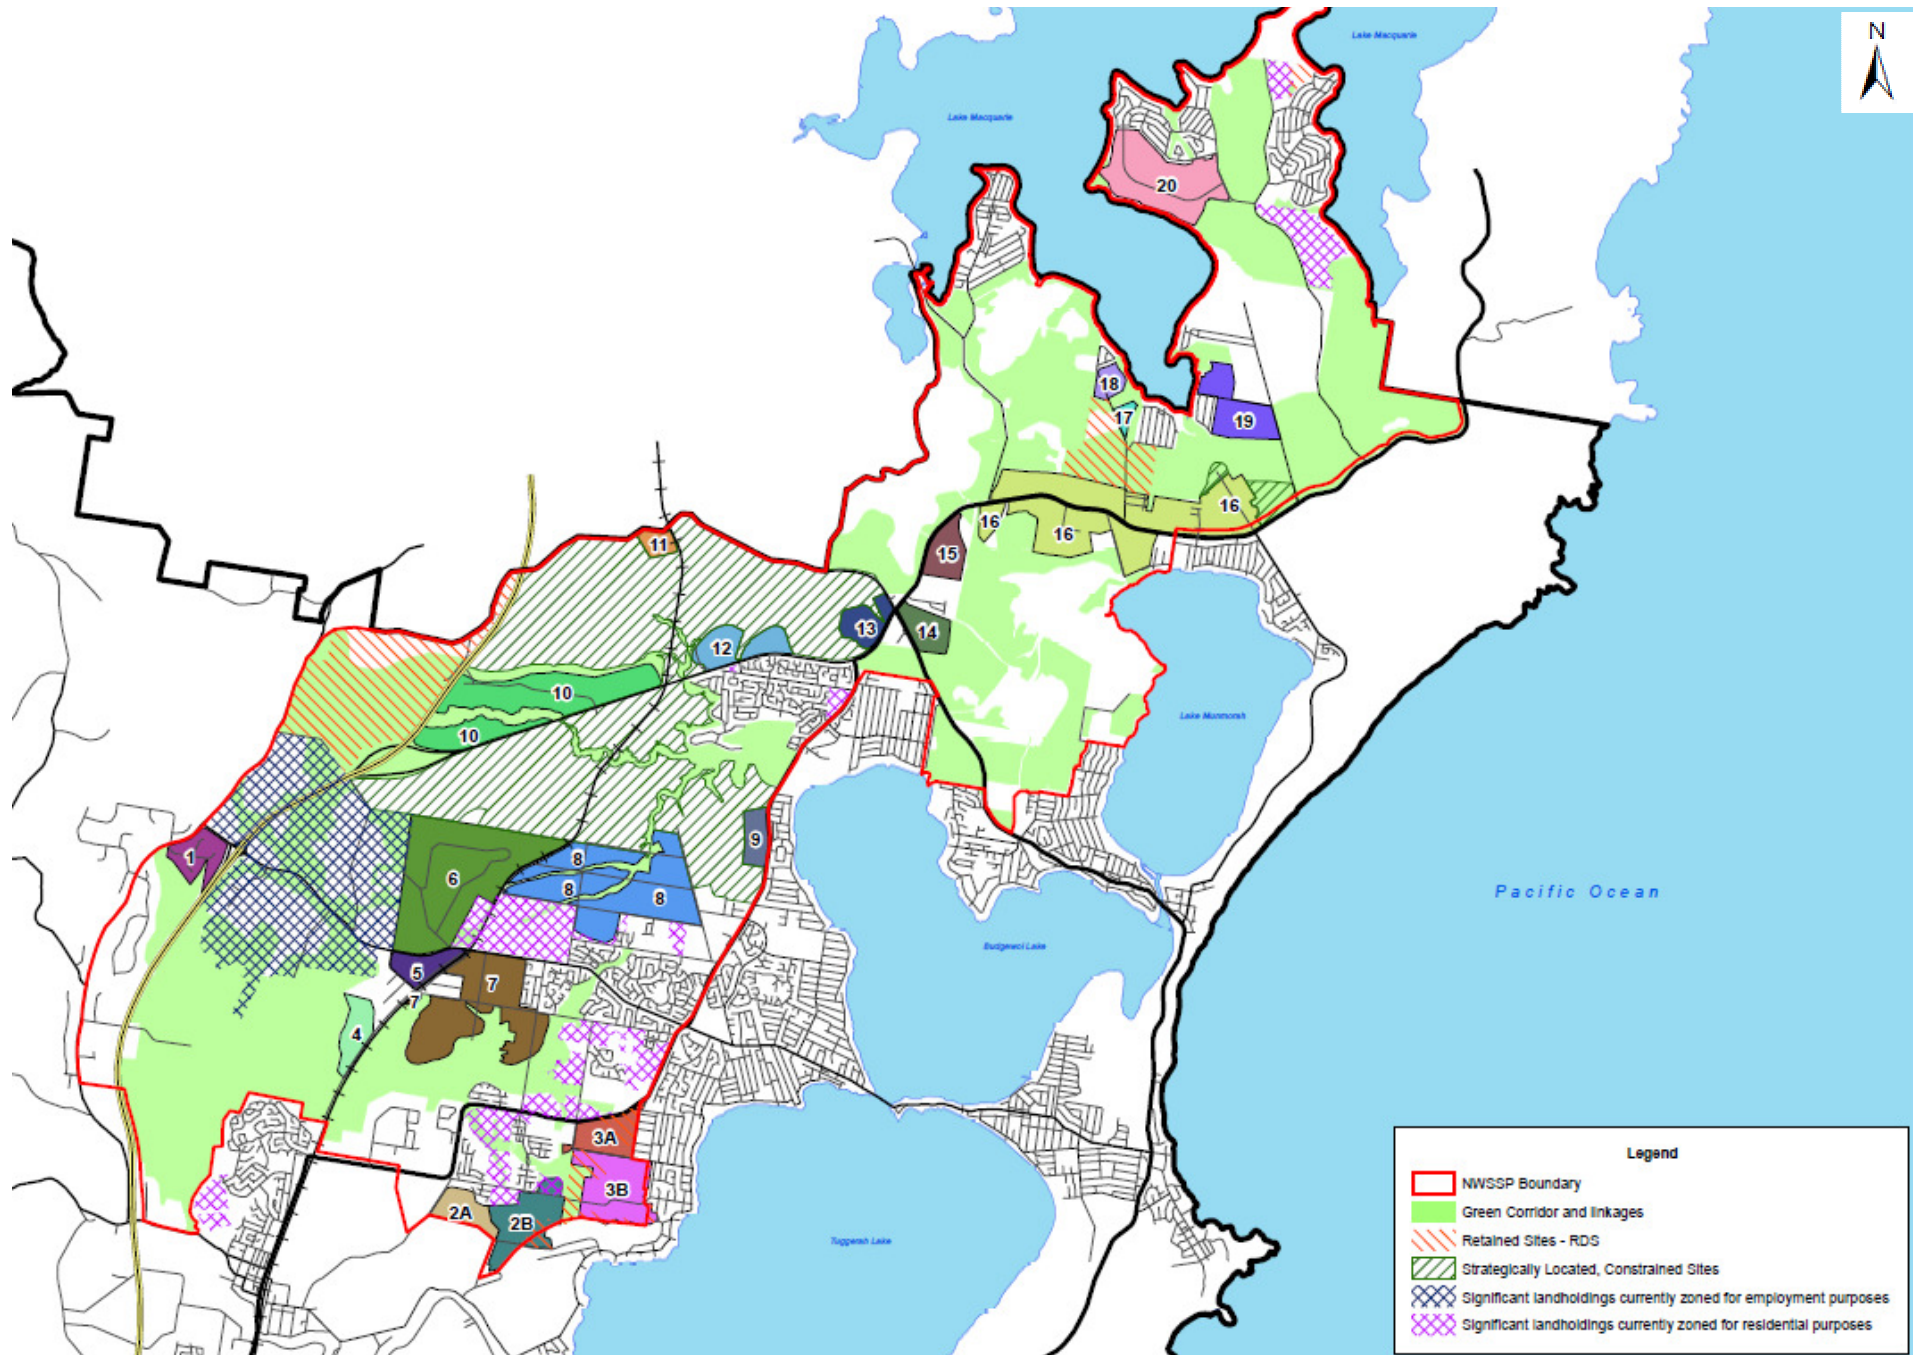 Lake Macquarie
N
Lake Macquarie
20
18
17
19
16
16
16
15
11
13
14
12
10
10
Lake Munmorah
9
1
8
6
8
8
Pacific Ocean
Budgewoi Lake
5
7
7
4
3A
3B
2A
2B
Tuggerah Lake
Legend
NWSSP Boundary
Green Corridor and linkages
Retained Sites - RDS
Strategically Located, Constrained Sites
Significant landholdings currently zoned for employment purposes
Significant landholdings currently zoned for residential purposes